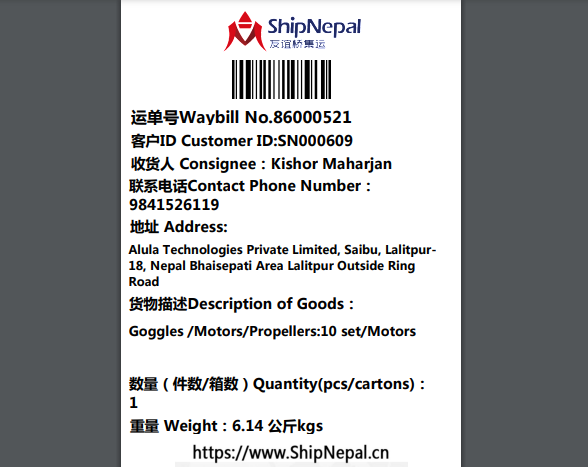 ShipNepal
友谊桥集运
运单号Waybill No.86000521
客户ID Customer ID:SN000609
收货人 Consignee：Kishor Maharjan
联系电话Contact Phone Number：
9841526119
地址 Address:
Alula Technologies Private Limited, Saibu, Lalitpur-
18, Nepal Bhaisepati Area Lalitpur Outside Ring
Road
货物描述Description of Goods：
Goggles /Motors/Propellers:10 set/Motors
数量（件数/箱数）Quantity(pcs/cartons)：
1
重量 Weight：6.14 公斤kgs
https://www.ShipNepal.cn